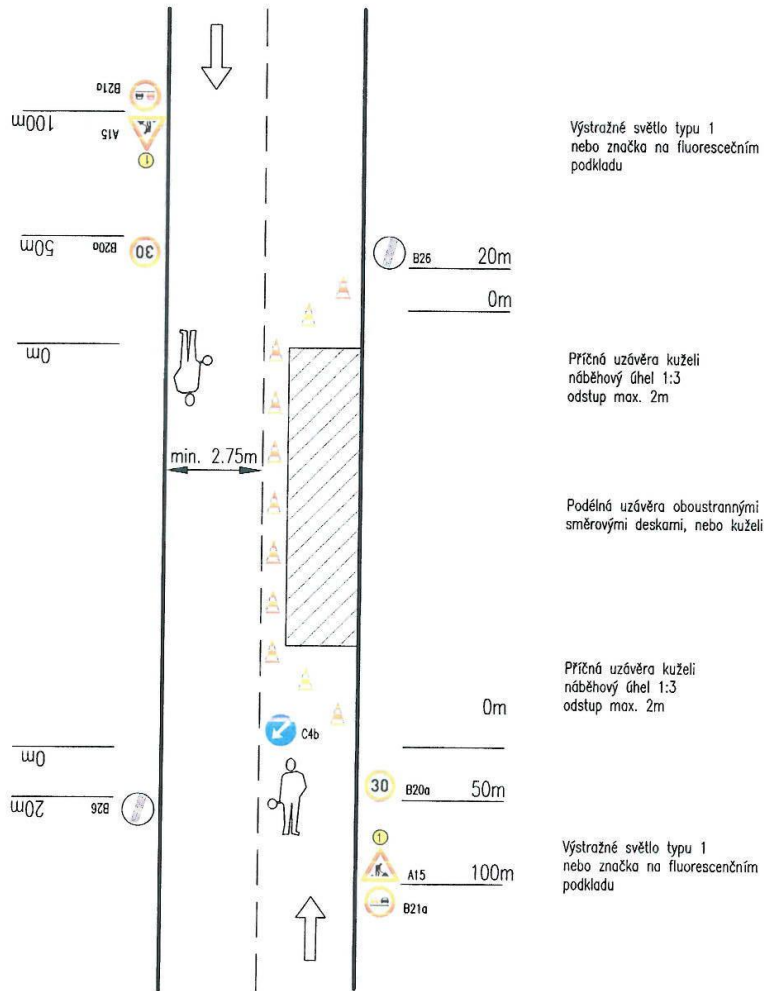 B21a
100m
A15
1
50m
B20a
30
0m
min. 2.75m
0m
20m
B26
B26 20m
0m
C4b
0m
30 B20a 50m
1
A15 100m
B21a
Výstražné světlo typu 1
nebo značka na fluorescečním
podkladu
Příčná uzávěra kuželi
náběhový úhel 1:3
odstup max. 2m
Podélná uzávěra oboustrannými
směrovými deskami, nebo kuželi
Příčná uzávěra kuželi
náběhový úhel 1:3
odstup max. 2m
Výstražné světlo typu 1
nebo značka na fluorescenčním
podkladu